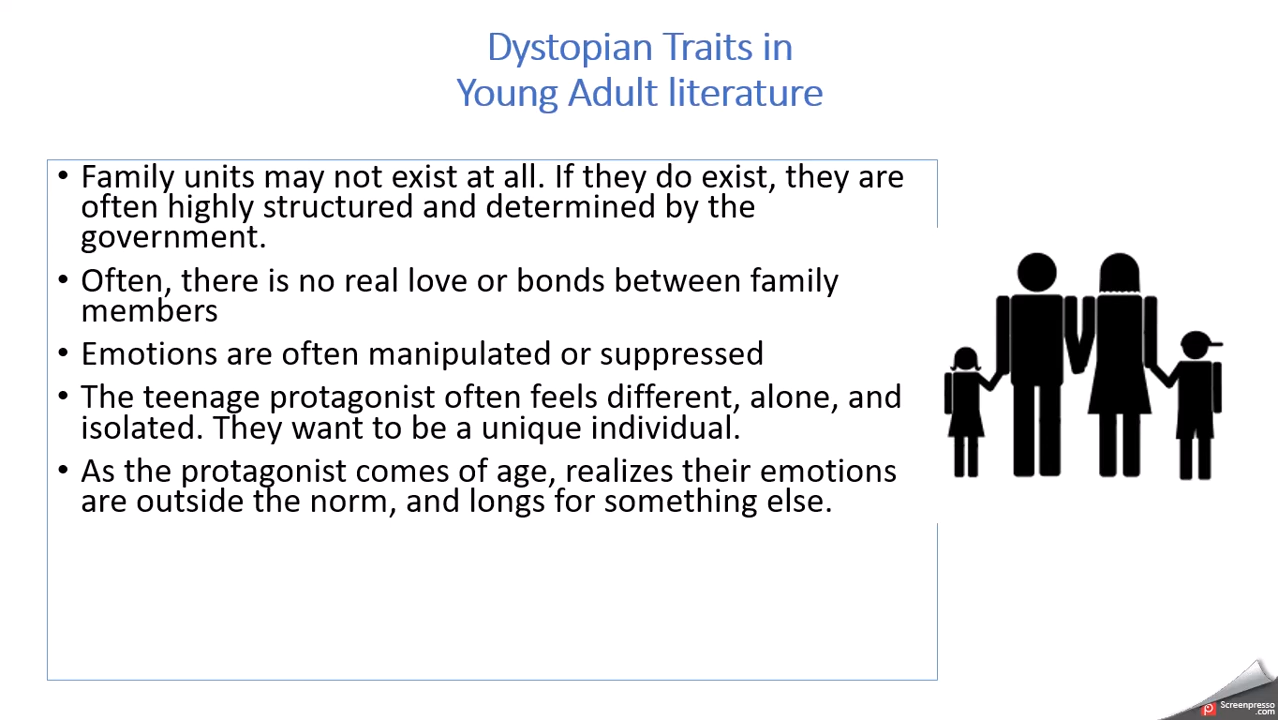 Dystopian Traits in
Young Adult literature
• Family units may not exist at all. If they do exist, they are
often highly structured and determined by the
government.
• Often, there is no real love or bonds between family
members
• Emotions are often manipulated or suppressed
• The teenage protagonist often feels different, alone, and
isolated. They want to be a unique individual.
• As the protagonist comes of age, realizes their emotions
are outside the norm, and longs for something else.
Screenpresso
.com